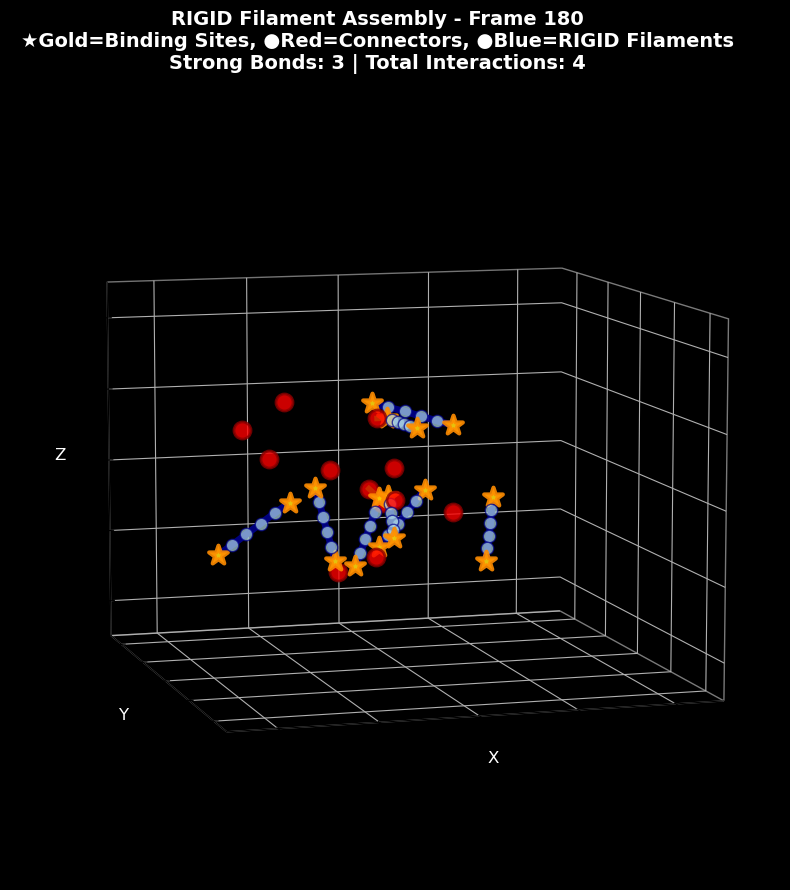 RIGID Filament Assembly - Frame 180
★Gold=Binding Sites, ●Red=Connectors, ●Blue=RIGID Filaments
Strong Bonds: 3 | Total Interactions: 4
Z
Y
X